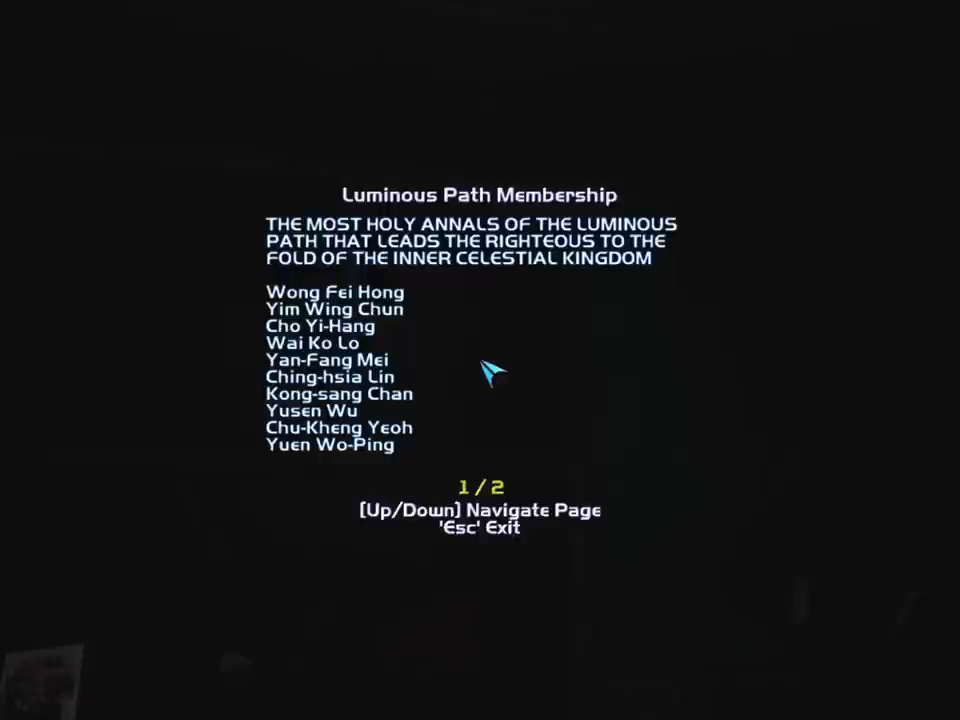 Luminous Path Membership
THE MOST HOLY ANNALS OF THE LUMINOUS
PATH THAT LEADS THE RIGHTEOUS TO THE
FOLD OF THE INNER CELESTIAL KINGDOM
Wong Fei Hong
Yim Wing Chun
Cho Yi-Hang
Wai Ko Lo
Yan-Fang Mei
Ching-hsia Lin
Kong-sang Chan
Yusen Wu
Chu-Kheng Yeoh
Yuen Wo-Ping
1 / 2
[Up/Down] Navigate Page
'Esc' Exit